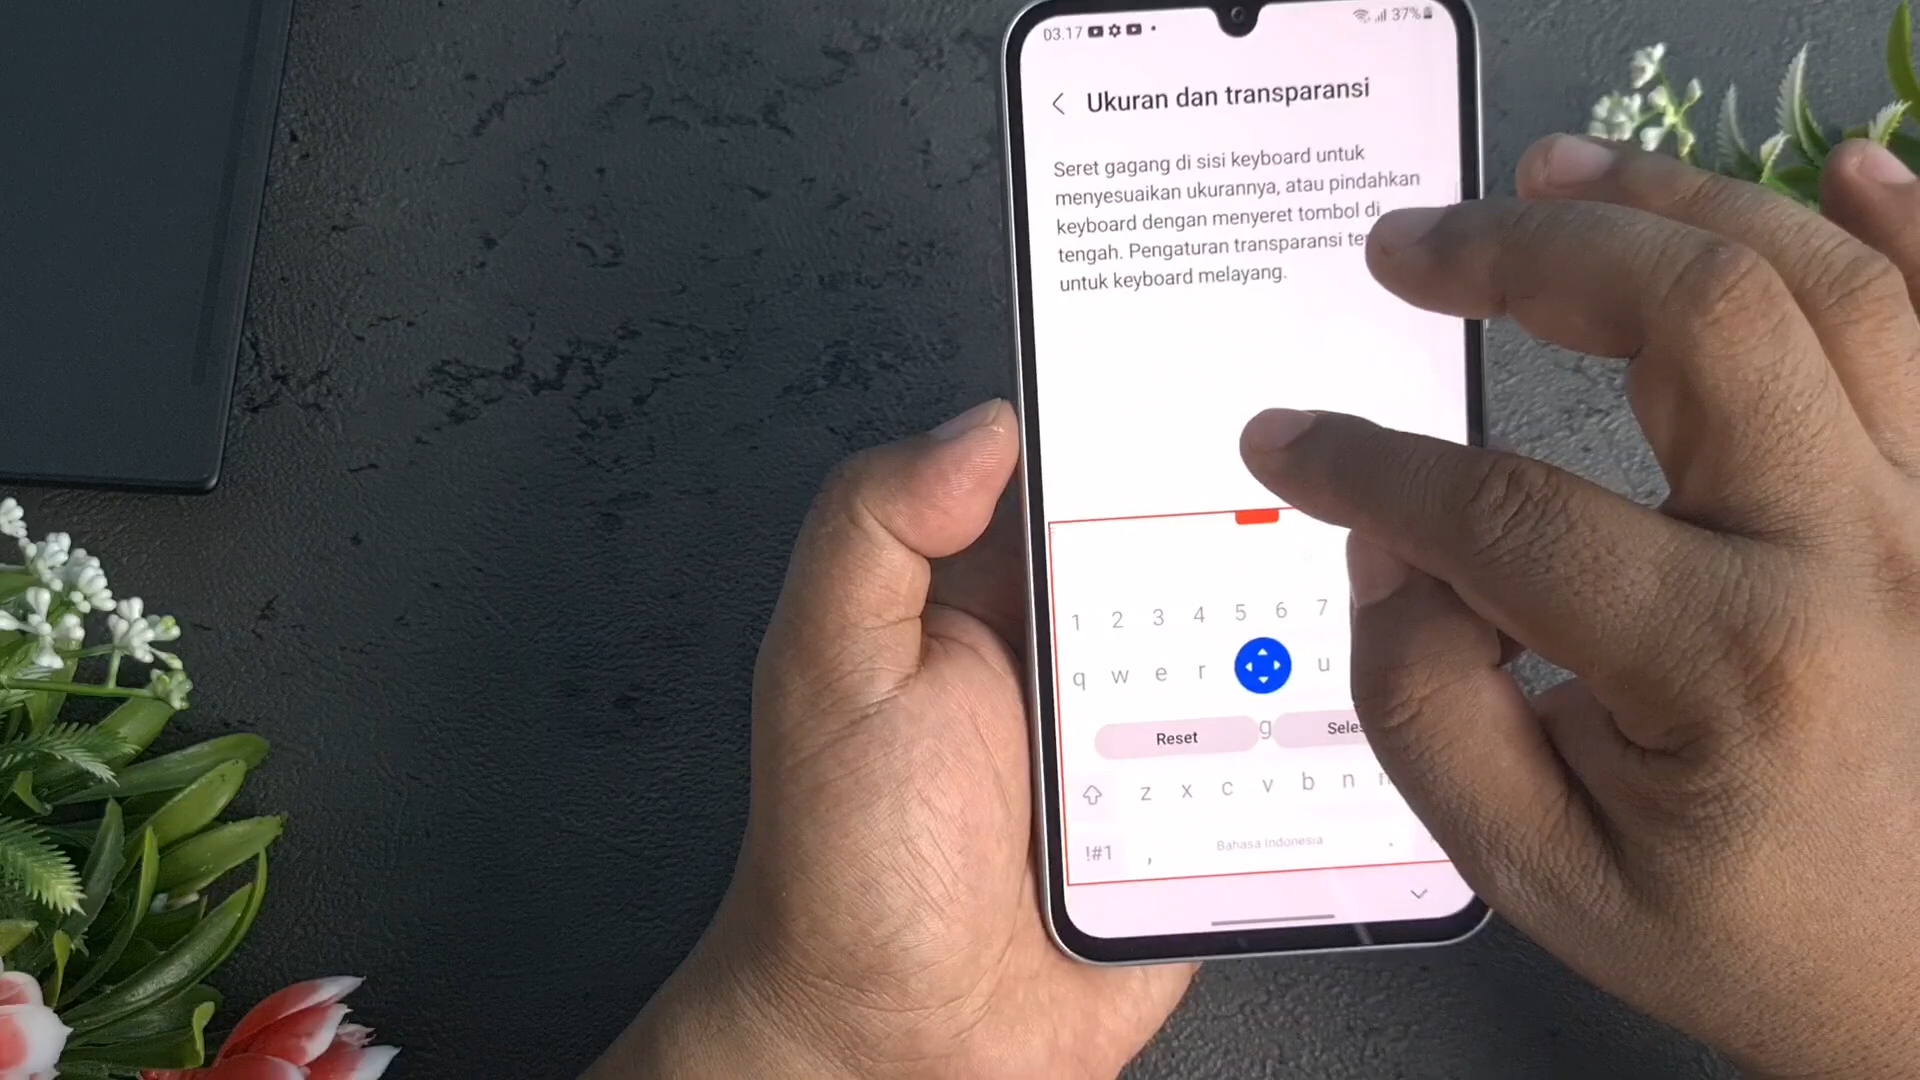 03.17 37%
Ukuran dan transparansi
Seret gagang di sisi keyboard untuk
menyesuaikan ukurannya, atau pindahkan
keyboard dengan menyeret tombol di
tengah. Pengaturan transparansi
untuk keyboard melayang.
1 2 3 4 5 6 7
q w e r u
Reset g
z x c v b n
!#1 , Bahasa Indonesia .